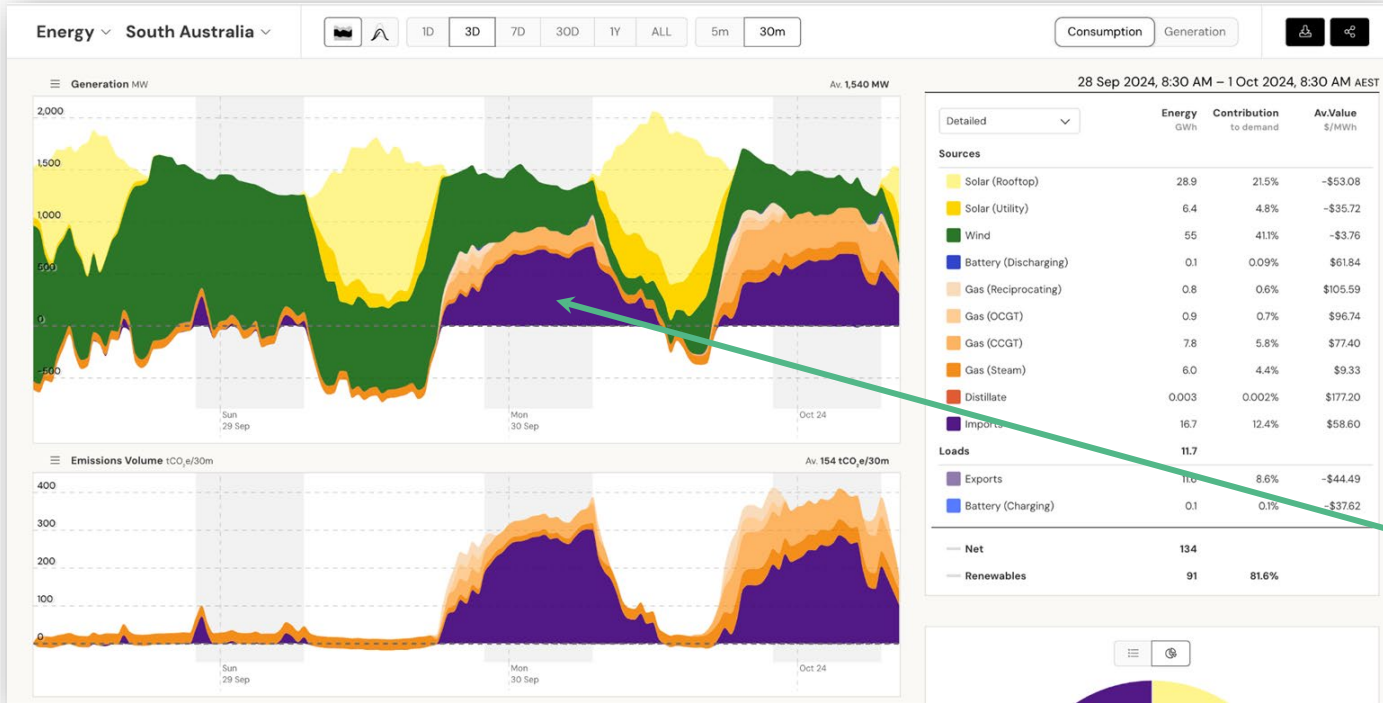 Energy South Australia 1D 3D 7D 30D 1Y ALL 5m 30m Consumption Generation
Generation MW Av. 1,540 MW
2,000
1,500
1,000
500
0
-500
Sun Mon Oct 24
29 Sep 30 Sep
Emissions Volume tCO₂e/30m Av. 154 tCO₂e/30m
400
300
200
100
0
Sun Mon Oct 24
29 Sep 30 Sep
28 Sep 2024, 8:30 AM – 1 Oct 2024, 8:30 AM AEST
Detailed Energy Contribution Av.Value
GWh to demand $/MWh
Sources
Solar (Rooftop) 28.9 21.5% -$53.08
Solar (Utility) 6.4 4.8% -$35.72
Wind 55 41.1% -$3.76
Battery (Discharging) 0.1 0.09% $61.84
Gas (Reciprocating) 0.8 0.6% $105.59
Gas (OCGT) 0.9 0.7% $96.74
Gas (CCGT) 7.8 5.8% $77.40
Gas (Steam) 6.0 4.4% $9.33
Distillate 0.003 0.002% $177.20
Imports 16.7 12.4% $58.60
Loads 11.7
Exports 11.6 8.6% -$44.49
Battery (Charging) 0.1 0.1% -$37.62
Net 134
Renewables 91 81.6%